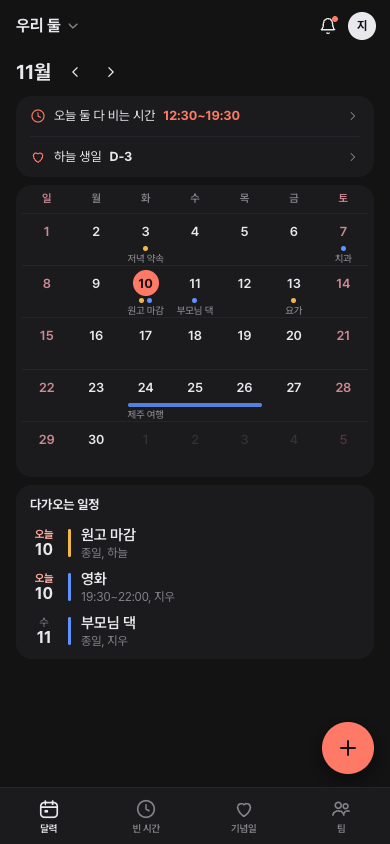 우리 둘
지
11월
오늘 둘 다 비는 시간 12:30~19:30
하늘 생일 D-3
일 월 화 수 목 금 토
1 2 3 4 5 6 7
저녁 약속 치과
8 9 10 11 12 13 14
원고 마감 부모님 댁 요가
15 16 17 18 19 20 21
22 23 24 25 26 27 28
제주 여행
29 30 1 2 3 4 5
다가오는 일정
오늘
10
원고 마감
종일, 하늘
오늘
10
영화
19:30~22:00, 지우
수
11
부모님 댁
종일, 지우
달력 빈 시간 기념일 팀